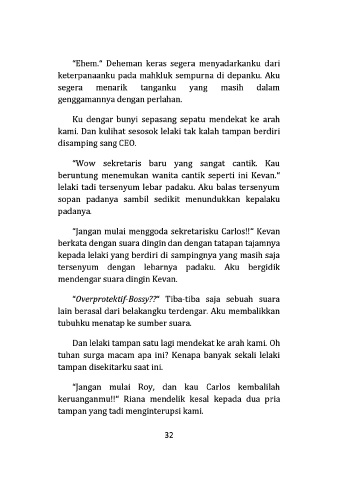 "Ehem." Deheman keras segera menyadarkanku dari
keterpanaanku pada mahkluk sempurna di depanku. Aku
segera menarik tanganku yang masih dalam
genggamannya dengan perlahan.
Ku dengar bunyi sepasang sepatu mendekat ke arah
kami. Dan kulihat sesosok lelaki tak kalah tampan berdiri
disamping sang CEO.
"Wow sekretaris baru yang sangat cantik. Kau
beruntung menemukan wanita cantik seperti ini Kevan."
lelaki tadi tersenyum lebar padaku. Aku balas tersenyum
sopan padanya sambil sedikit menundukkan kepalaku
padanya.
"Jangan mulai menggoda sekretarisku Carlos!!" Kevan
berkata dengan suara dingin dan dengan tatapan tajamnya
kepada lelaki yang berdiri di sampingnya yang masih saja
tersenyum dengan lebarnya padaku. Aku bergidik
mendengar suara dingin Kevan.
"Overprotektif-Bossy??" Tiba-tiba saja sebuah suara
lain berasal dari belakangku terdengar. Aku membalikkan
tubuhku menatap ke sumber suara.
Dan lelaki tampan satu lagi mendekat ke arah kami. Oh
tuhan surga macam apa ini? Kenapa banyak sekali lelaki
tampan disekitarku saat ini.
"Jangan mulai Roy, dan kau Carlos kembalilah
keruanganmu!!" Riana mendelik kesal kepada dua pria
tampan yang tadi menginterupsi kami.
32